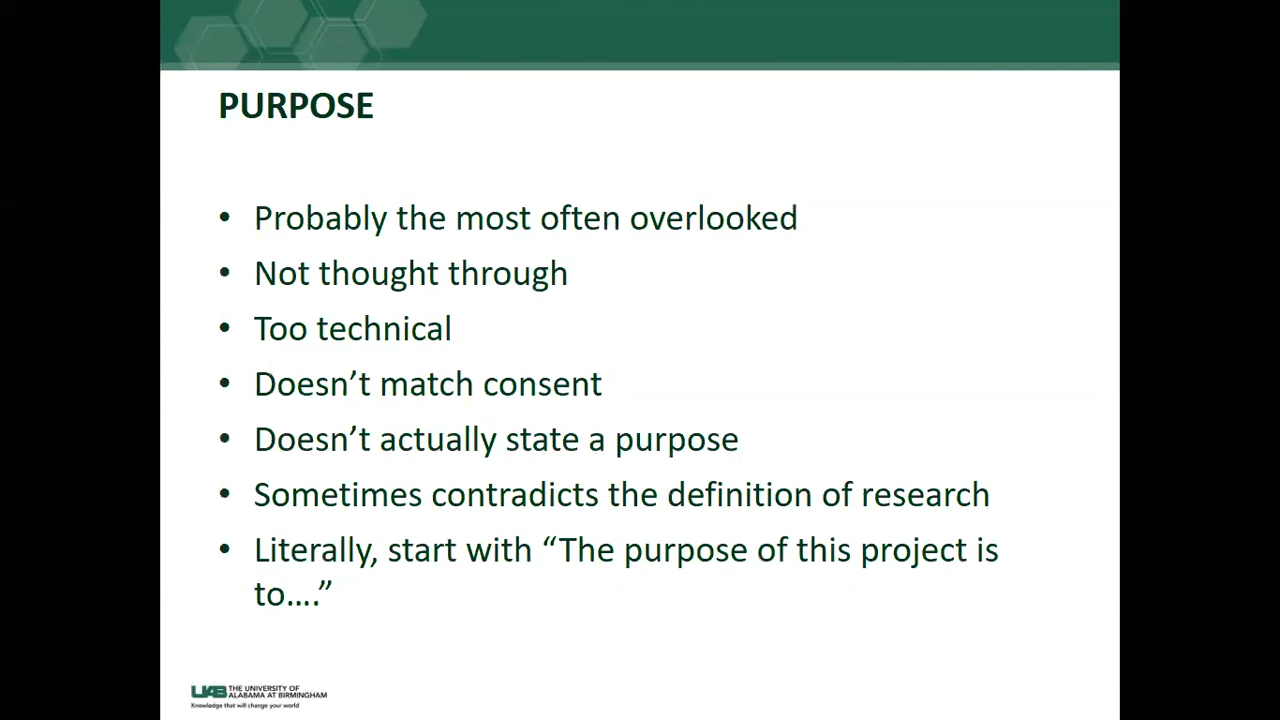 PURPOSE
• Probably the most often overlooked
• Not thought through
• Too technical
• Doesn’t match consent
• Doesn’t actually state a purpose
• Sometimes contradicts the definition of research
• Literally, start with “The purpose of this project is
to….”
UAB THE UNIVERSITY OF
ALABAMA AT BIRMINGHAM
Knowledge that will change your world